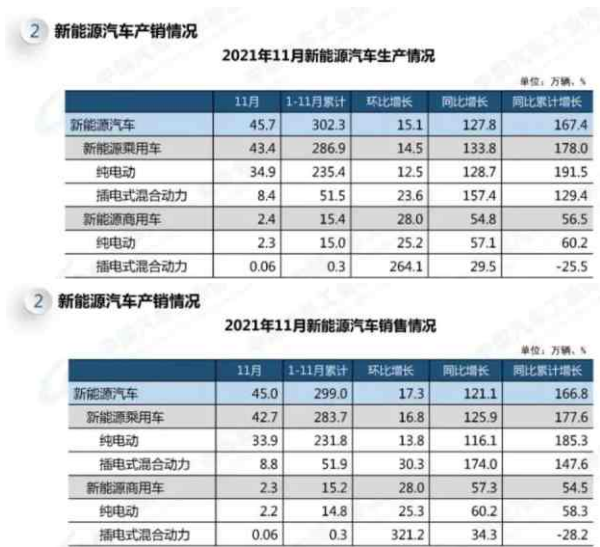 2 新能源汽车产销情况
2021年11月新能源汽车生产情况
单位：万辆、%
11月 1-11月累计 环比增长 同比增长 同比累计增长
新能源汽车 45.7 302.3 15.1 127.8 167.4
新能源乘用车 43.4 286.9 14.5 133.8 178.0
纯电动 34.9 235.4 12.5 128.7 191.5
插电式混合动力 8.4 51.5 23.6 157.4 129.4
新能源商用车 2.4 15.4 28.0 54.8 56.5
纯电动 2.3 15.0 25.2 57.1 60.2
插电式混合动力 0.06 0.3 264.1 29.5 -25.5
2 新能源汽车产销情况
2021年11月新能源汽车销售情况
单位：万辆、%
11月 1-11月累计 环比增长 同比增长 同比累计增长
新能源汽车 45.0 299.0 17.3 121.1 166.8
新能源乘用车 42.7 283.7 16.8 125.9 177.6
纯电动 33.9 231.8 13.8 116.1 185.3
插电式混合动力 8.8 51.9 30.3 174.0 147.6
新能源商用车 2.3 15.2 28.0 57.3 54.5
纯电动 2.2 14.8 25.3 60.2 58.3
插电式混合动力 0.06 0.3 321.2 34.3 -28.2